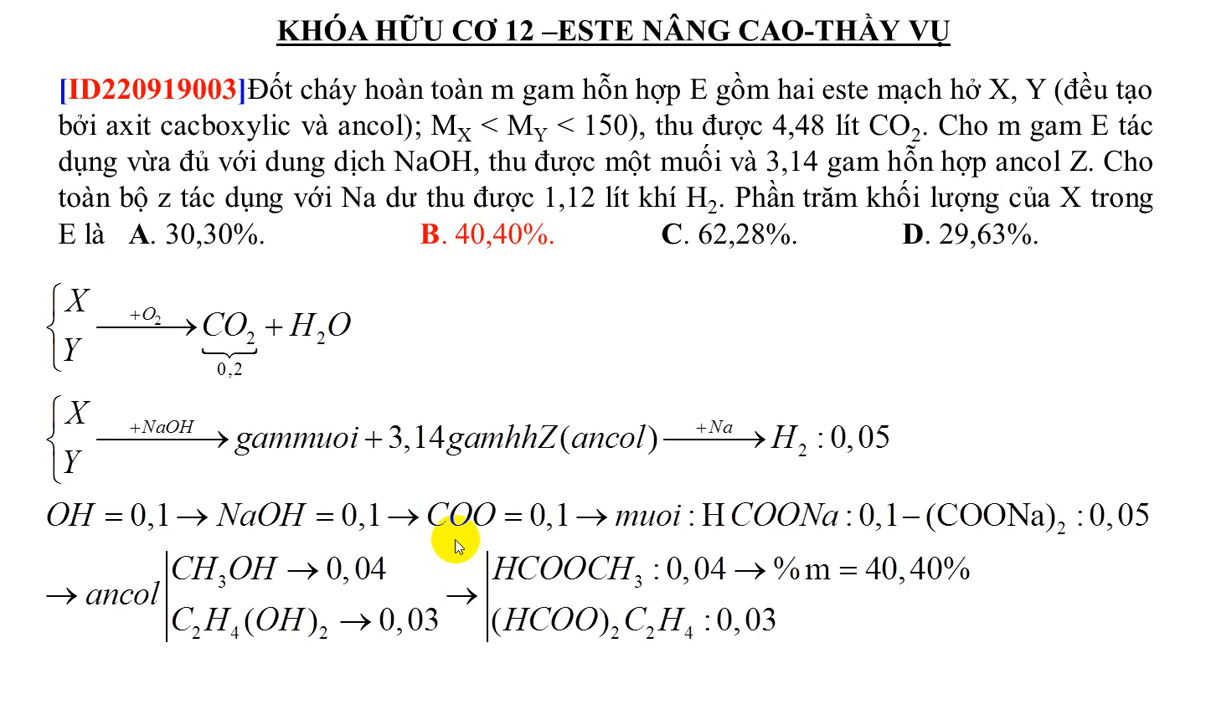 KHÓA HỮU CƠ 12 –ESTE NÂNG CAO-THẦY VỤ
[ID220919003]Đốt cháy hoàn toàn m gam hỗn hợp E gồm hai este mạch hở X, Y (đều tạo
bởi axit cacboxylic và ancol); M_X < M_Y < 150), thu được 4,48 lít CO₂. Cho m gam E tác
dụng vừa đủ với dung dịch NaOH, thu được một muối và 3,14 gam hỗn hợp ancol Z. Cho
toàn bộ z tác dụng với Na dư thu được 1,12 lít khí H₂. Phần trăm khối lượng của X trong
E là A. 30,30%. B. 40,40%. C. 62,28%. D. 29,63%.
X
+O₂
CO₂ + H₂O
Y
0,2
X
+NaOH → gammuoi + 3,14gamhhZ(ancol) +Na → H₂ : 0,05
Y
OH = 0,1 → NaOH = 0,1 → COO = 0,1 → muoi : HCOONa : 0,1 – (COONa)₂ : 0,05
→ ancol | CH₃OH → 0,04 → | HCOOCH₃ : 0,04 → %m = 40,40%
C₂H₄(OH)₂ → 0,03 | (HCOO)₂C₂H₄ : 0,03